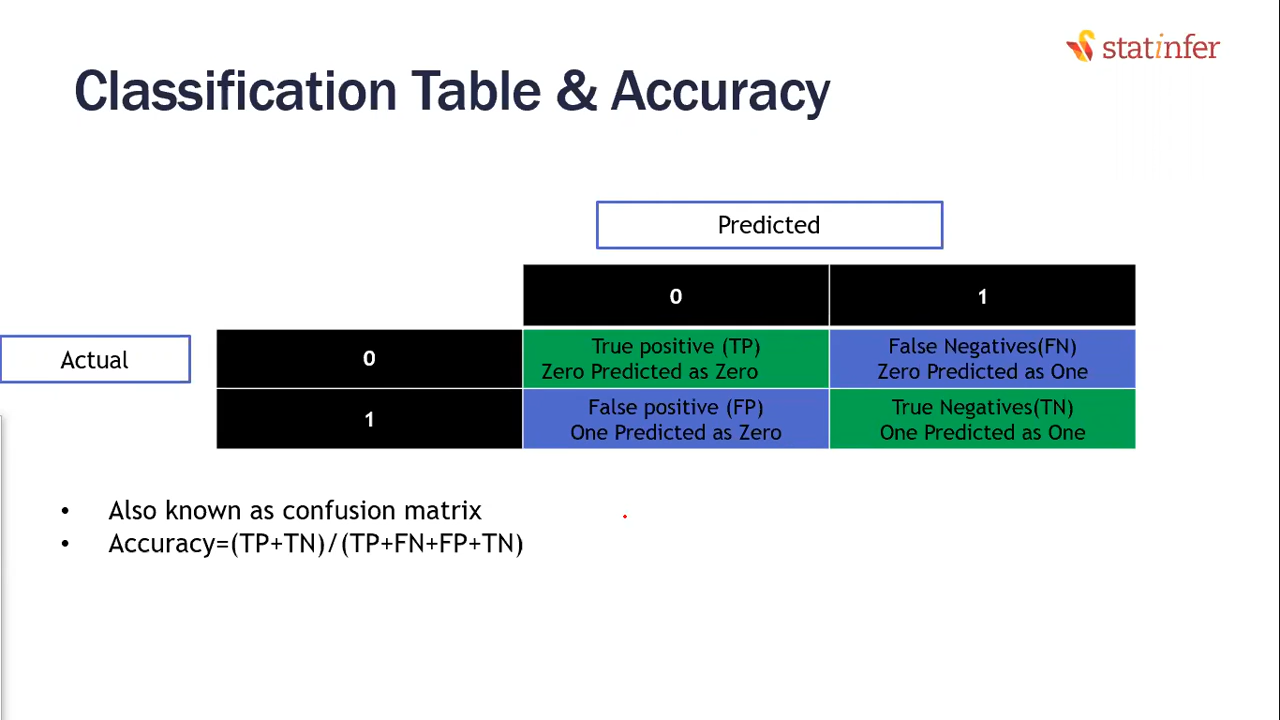 statinfer
Classification Table & Accuracy
Predicted
0
1
Actual
0
True positive (TP)
Zero Predicted as Zero
False Negatives(FN)
Zero Predicted as One
1
False positive (FP)
One Predicted as Zero
True Negatives(TN)
One Predicted as One
• Also known as confusion matrix
• Accuracy=(TP+TN)/(TP+FN+FP+TN)